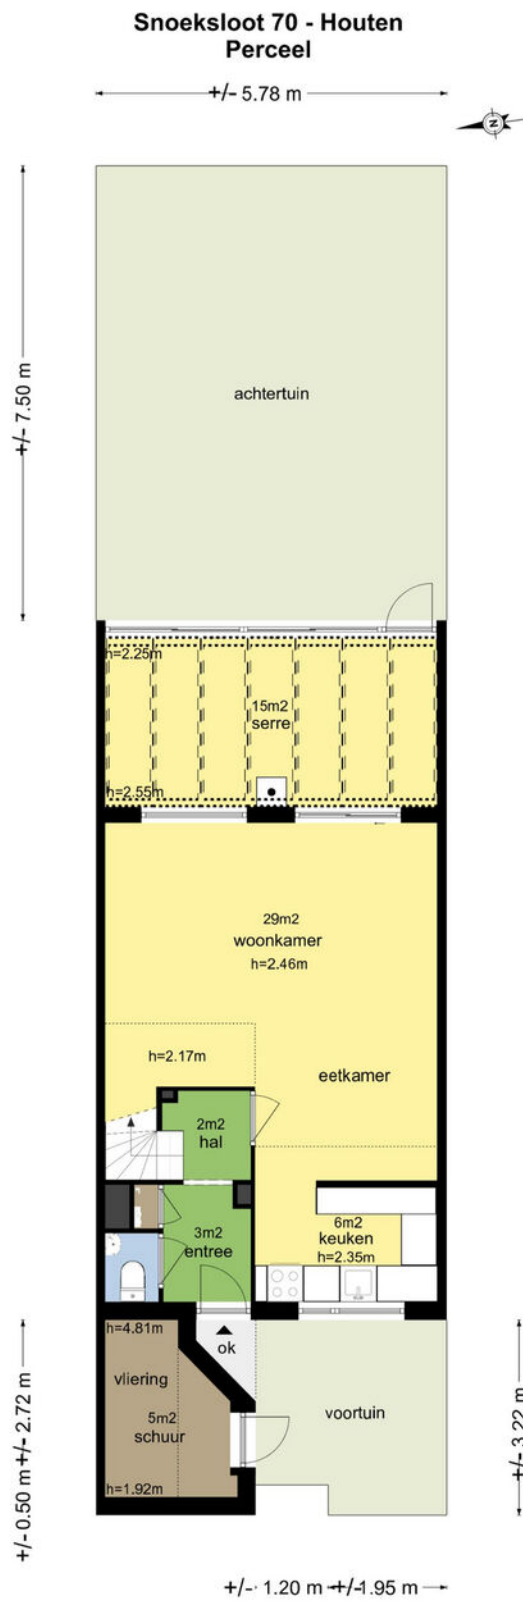 Snoeksloot 70 - Houten
Perceel
+/- 5.78 m
N
+/- 7.50 m
achtertuin
h=2.25m
15m2
serre
h=2.55m
29m2
woonkamer
h=2.46m
h=2.17m
eetkamer
2m2
hal
3m2
entree
6m2
keuken
h=2.35m
h=4.81m
ok
vliering
5m2
schuur
h=1.92m
voortuin
+/- 2.72 m
+/- 0.50 m
+/- 3.22 m
+/- 1.20 m
+/- 1.95 m